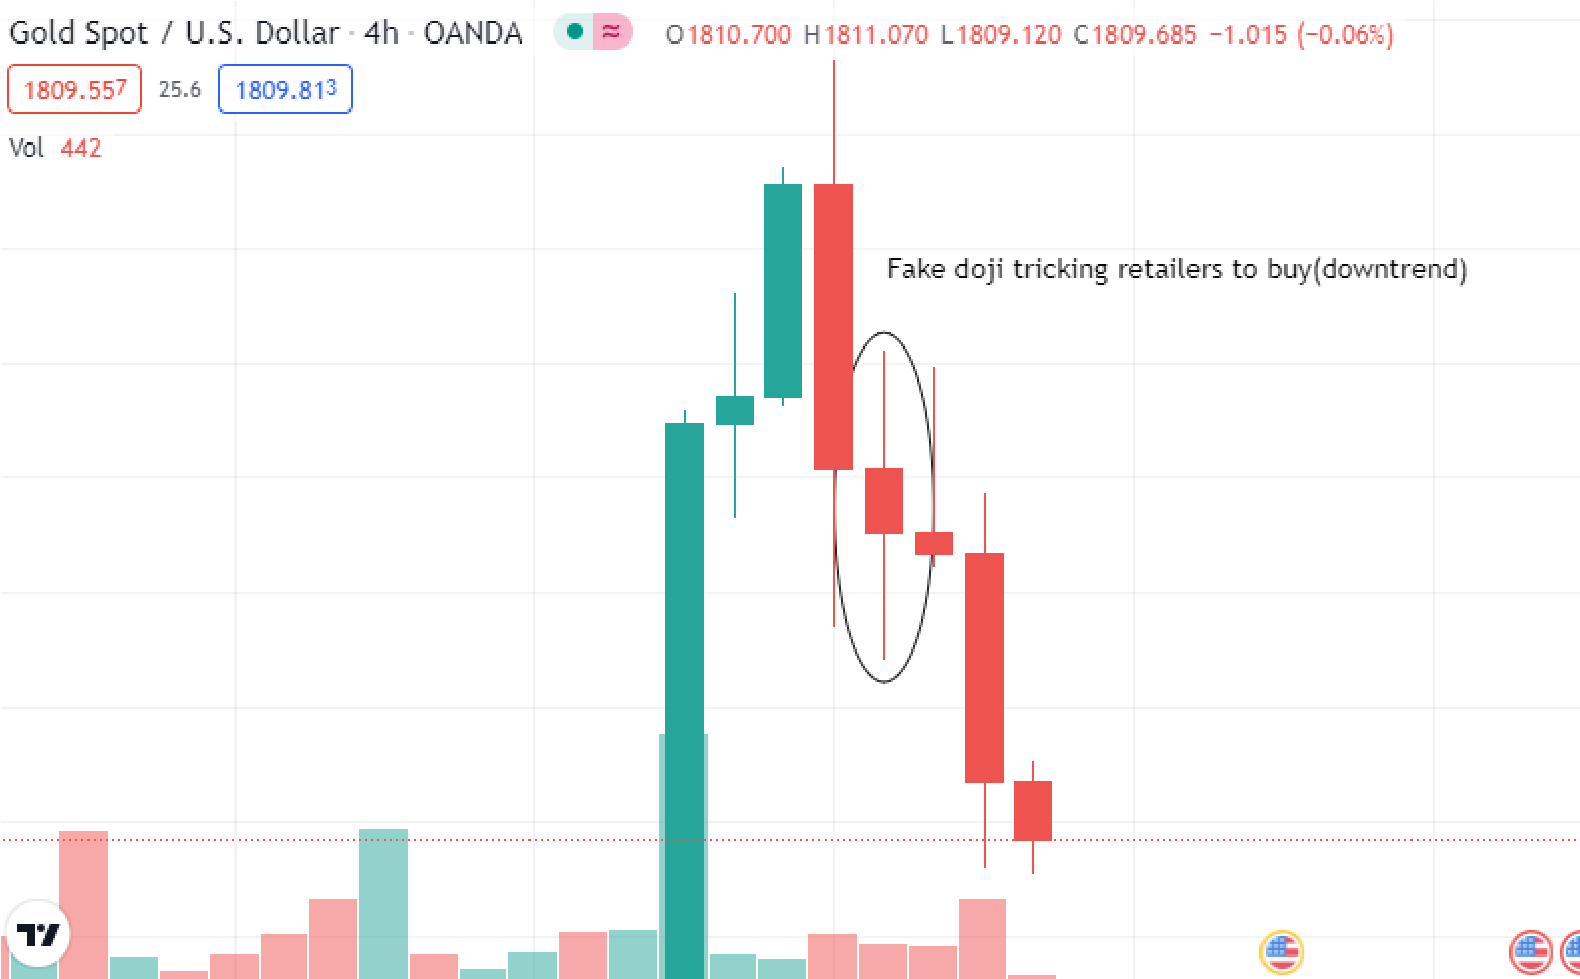 Gold Spot / U.S. Dollar · 4h · OANDA ≈ O1810.700 H1811.070 L1809.120 C1809.685 −1.015 (−0.06%)
1809.557 25.6 1809.813
Vol 442
Fake doji tricking retailers to buy(downtrend)